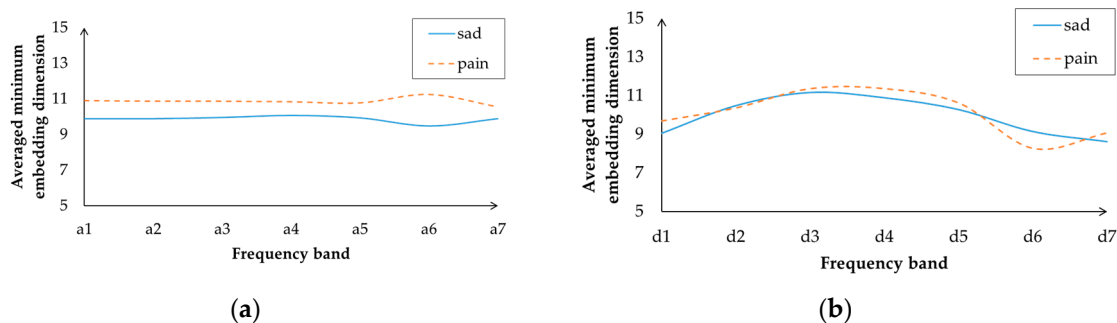 15
13
11
9
7
5
Averaged minimum
embedding dimension
sad
pain
a1 a2 a3 a4 a5 a6 a7
Frequency band
(a)
15
13
11
9
7
5
Averaged minimum
embedding dimension
sad
pain
d1 d2 d3 d4 d5 d6 d7
Frequency band
(b)